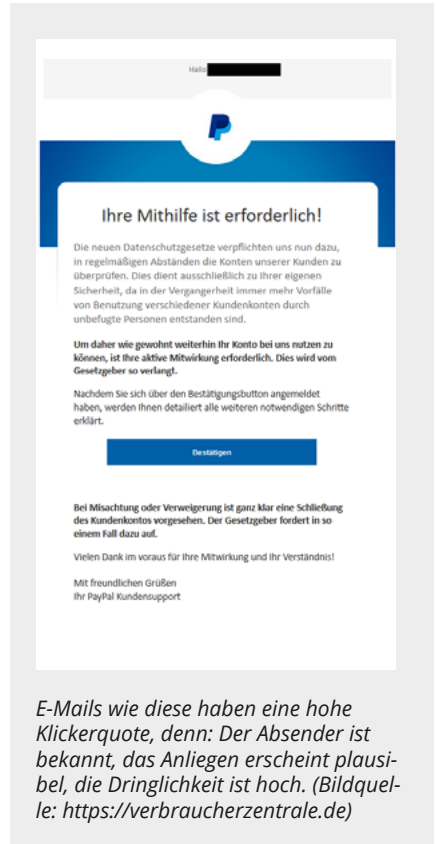 Hallo
Ihre Mithilfe ist erforderlich!
Die neuen Datenschutzgesetze verpflichten uns nun dazu,
in regelmäßigen Abständen die Konten unserer Kunden zu
überprüfen. Dies dient ausschließlich zu Ihrer eigenen
Sicherheit, da in der Vergangerheit immer mehr Vorfälle
von Benutzung verschiedener Kundenkonten durch
unbefugte Personen entstanden sind.
Um daher wie gewohnt weiterhin Ihr Konto bei uns nutzen zu
können, ist Ihre aktive Mitwirkung erforderlich. Dies wird vom
Gesetzgeber so verlangt.
Nachdem Sie sich über den Bestätigungsbutton angemeldet
haben, werden Ihnen detailiert alle weiteren notwendigen Schritte
erklärt.
Bestätigen
Bei Misachtung oder Verweigerung ist ganz klar eine Schließung
des Kundenkontos vorgesehen. Der Gesetzgeber fordert in so
einem Fall dazu auf.
Vielen Dank im voraus für Ihre Mitwirkung und Ihr Verständnis!
Mit freundlichen Grüßen
Ihr PayPal Kundensupport
E-Mails wie diese haben eine hohe
Klickerquote, denn: Der Absender ist
bekannt, das Anliegen erscheint plausi-
bel, die Dringlichkeit ist hoch. (Bildquel-
le: https://verbraucherzentrale.de)